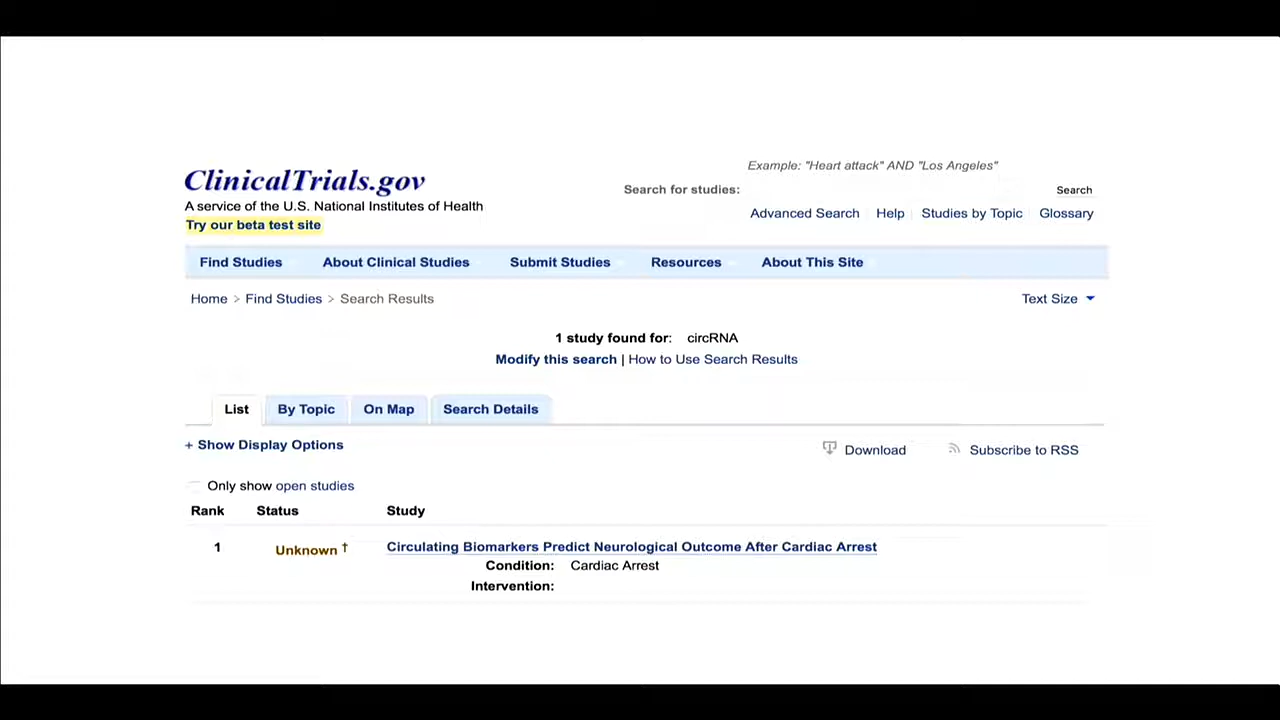 Example: "Heart attack" AND "Los Angeles"
ClinicalTrials.gov
Search for studies:
Search
A service of the U.S. National Institutes of Health
Try our beta test site
Advanced Search Help Studies by Topic Glossary
Find Studies About Clinical Studies Submit Studies Resources About This Site
Home > Find Studies > Search Results
Text Size
1 study found for: circRNA
Modify this search | How to Use Search Results
List By Topic On Map Search Details
+ Show Display Options
Download Subscribe to RSS
Only show open studies
Rank Status Study
1 Unknown † Circulating Biomarkers Predict Neurological Outcome After Cardiac Arrest
Condition: Cardiac Arrest
Intervention: